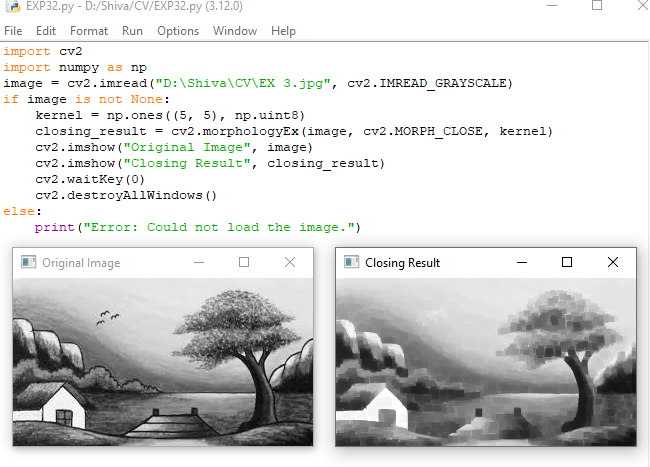 EXP32.py - D:/Shiva/CV/EXP32.py (3.12.0)
File Edit Format Run Options Window Help
import cv2
import numpy as np
image = cv2.imread("D:\Shiva\CV\EX 3.jpg", cv2.IMREAD_GRAYSCALE)
if image is not None:
    kernel = np.ones((5, 5), np.uint8)
    closing_result = cv2.morphologyEx(image, cv2.MORPH_CLOSE, kernel)
    cv2.imshow("Original Image", image)
    cv2.imshow("Closing Result", closing_result)
    cv2.waitKey(0)
    cv2.destroyAllWindows()
else:
    print("Error: Could not load the image.")
Original Image
Closing Result